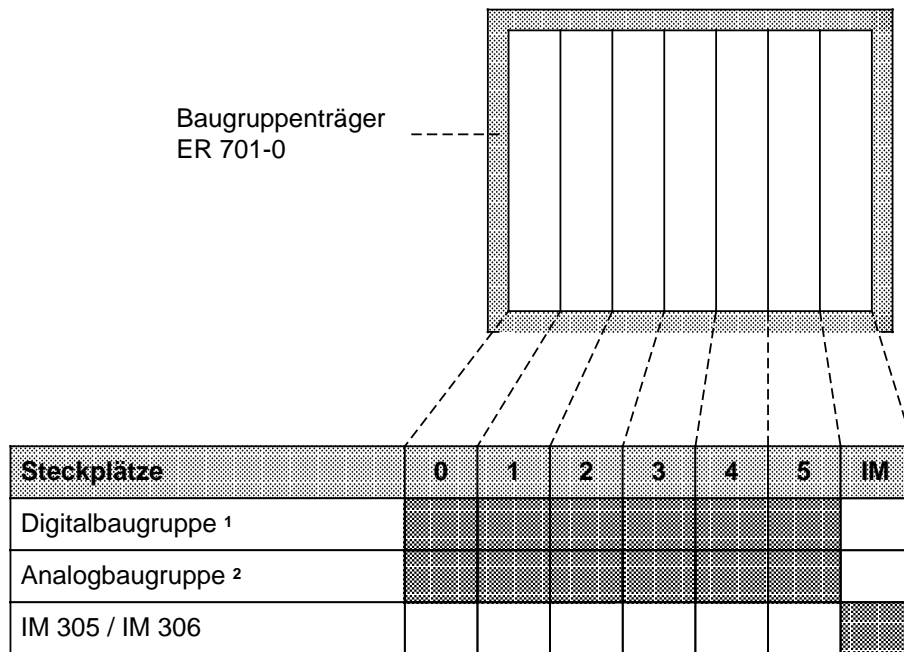 Baugruppenträger
ER 701-0
Steckplätze 0 1 2 3 4 5 IM
Digitalbaugruppe 1
Analogbaugruppe 2
IM 305 / IM 306